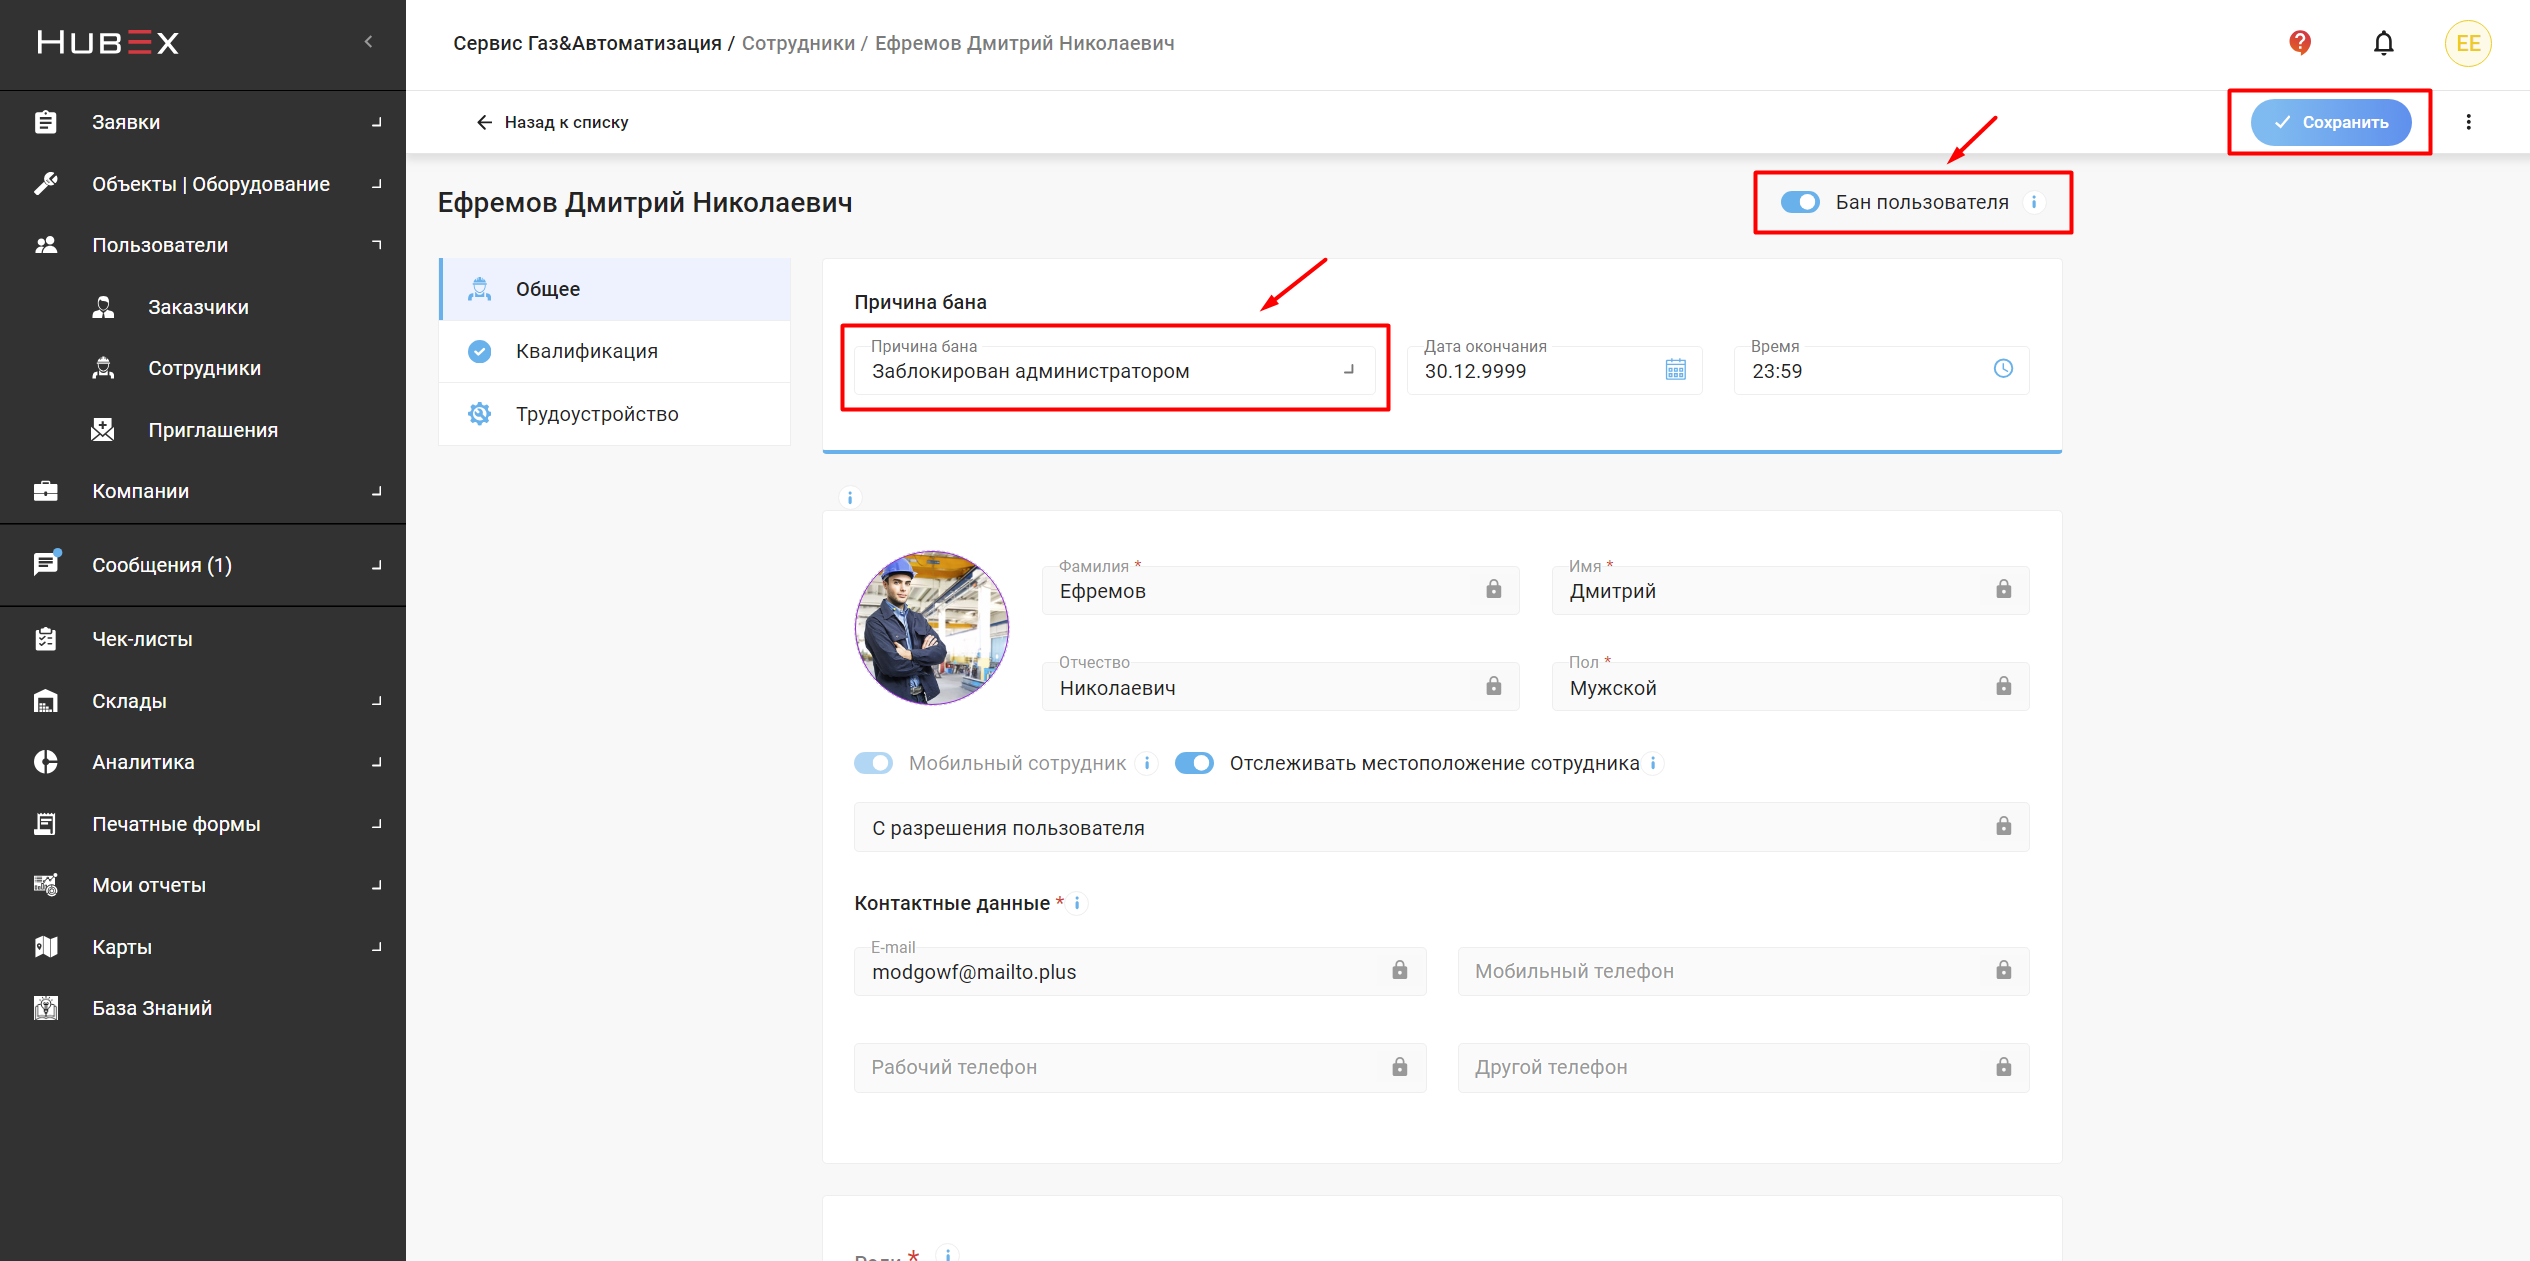 HUBEX
Сервис Газ&Автоматизация / Сотрудники / Ефремов Дмитрий Николаевич
EE
Назад к списку
Сохранить
Заявки
Объекты | Оборудование
Пользователи
Заказчики
Сотрудники
Приглашения
Компании
Сообщения (1)
Чек-листы
Склады
Аналитика
Печатные формы
Мои отчеты
Карты
База Знаний
Ефремов Дмитрий Николаевич
Бан пользователя
Общее
Квалификация
Трудоустройство
Причина бана
Причина бана
Заблокирован администратором
Дата окончания
30.12.9999
Время
23:59
Фамилия *
Ефремов
Имя *
Дмитрий
Отчество
Николаевич
Пол *
Мужской
Мобильный сотрудник
Отслеживать местоположение сотрудника
С разрешения пользователя
Контактные данные *
E-mail
modgowf@mailto.plus
Мобильный телефон
Рабочий телефон
Другой телефон